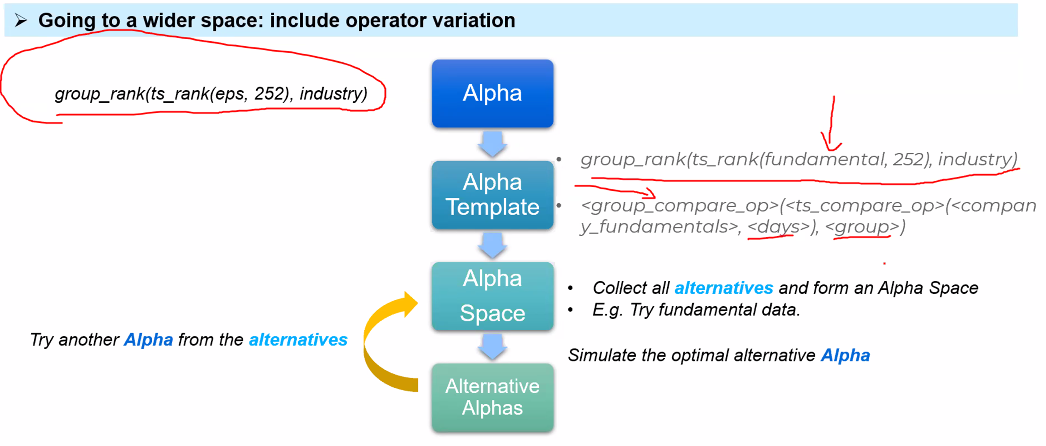 ➢ Going to a wider space: include operator variation
group_rank(ts_rank(eps, 252), industry)
Alpha
Alpha
Template
• group_rank(ts_rank(fundamental, 252), industry)
• <group_compare_op>(<ts_compare_op>(<compan
y_fundamentals>, <days>), <group>)
Alpha
Space
• Collect all alternatives and form an Alpha Space
• E.g. Try fundamental data.
Try another Alpha from the alternatives
Simulate the optimal alternative Alpha
Alternative
Alphas